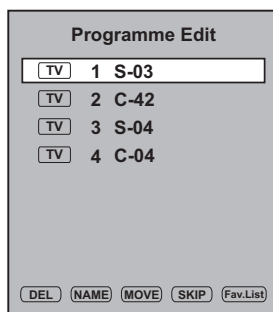 Programme Edit
TV 1 S-03
TV 2 C-42
TV 3 S-04
TV 4 C-04
DEL NAME MOVE SKIP Fav.List